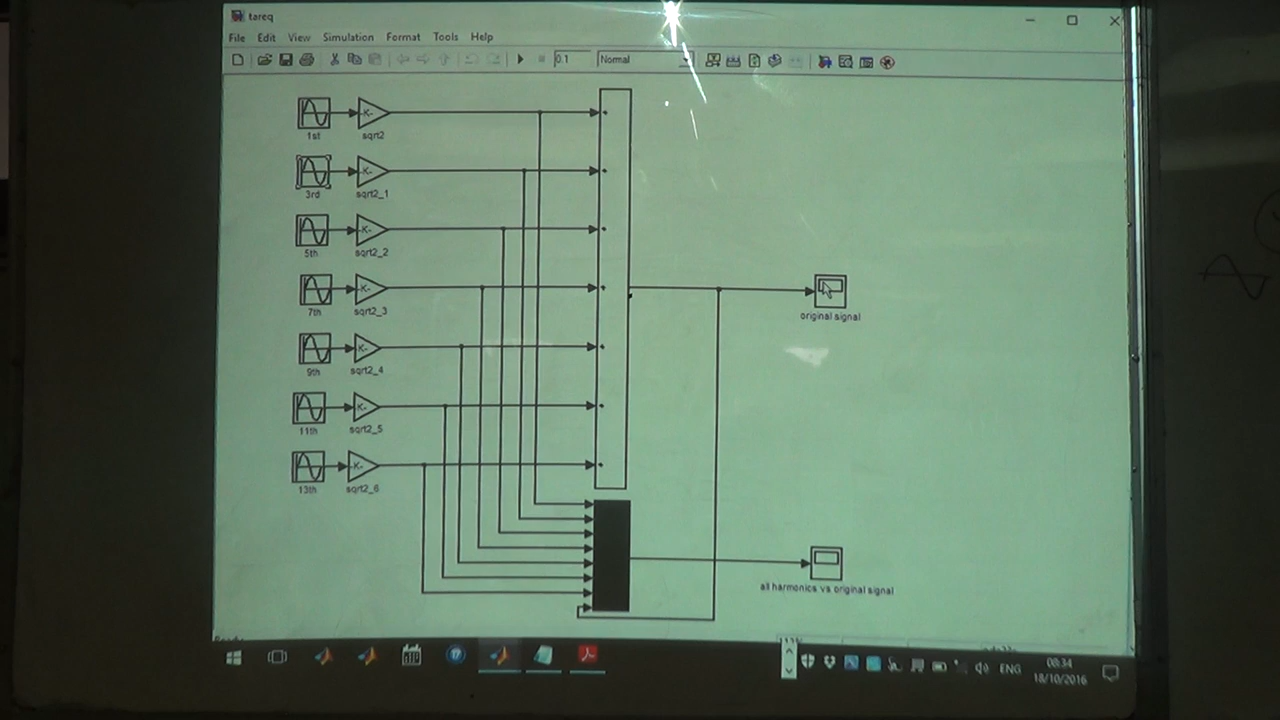 tareq
File Edit View Simulation Format Tools Help
0.1 Normal
1st
sqrt2
3rd
sqrt2_1
5th
sqrt2_2
7th
sqrt2_3
9th
sqrt2_4
11th
sqrt2_5
13th
sqrt2_6
-K-
-K-
-K-
-K-
-K-
-K-
-K-
original signal
all harmonics vs original signal
ENG
08:34
18/10/2016